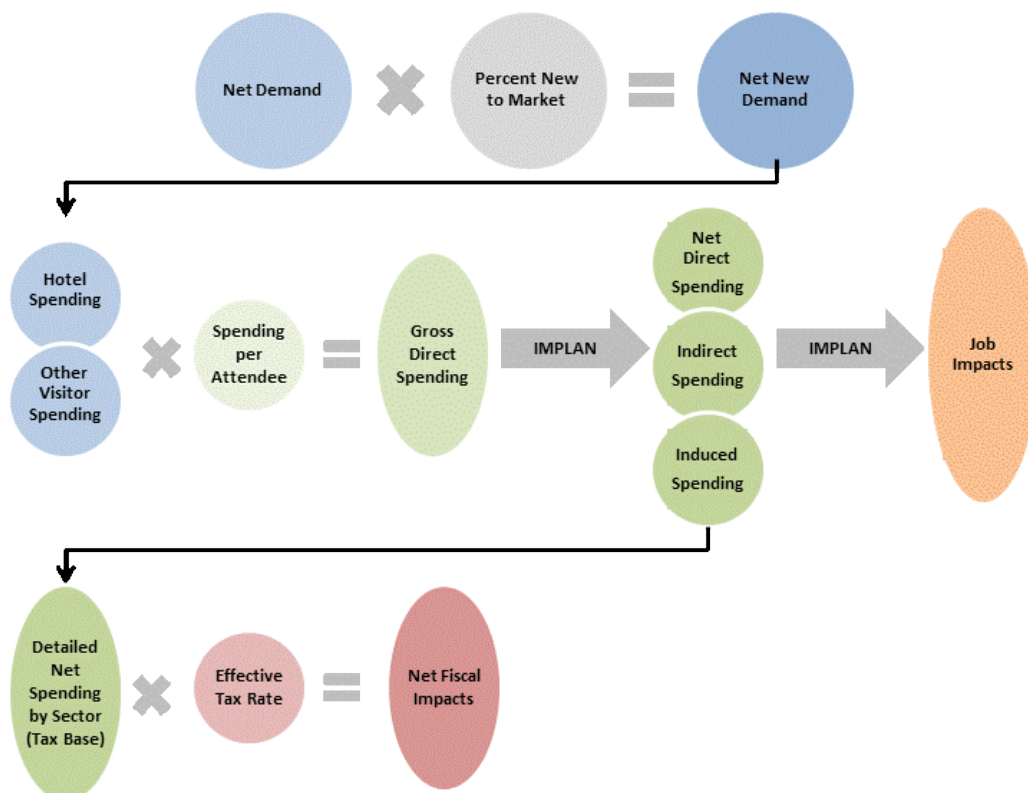 Net Demand
Percent New
to Market
Net New
Demand
Hotel
Spending
Other
Visitor
Spending
Spending
per
Attendee
Gross
Direct
Spending
IMPLAN
Net
Direct
Spending
Indirect
Spending
Induced
Spending
IMPLAN
Job
Impacts
Detailed
Net
Spending
by Sector
(Tax Base)
Effective
Tax Rate
Net Fiscal
Impacts